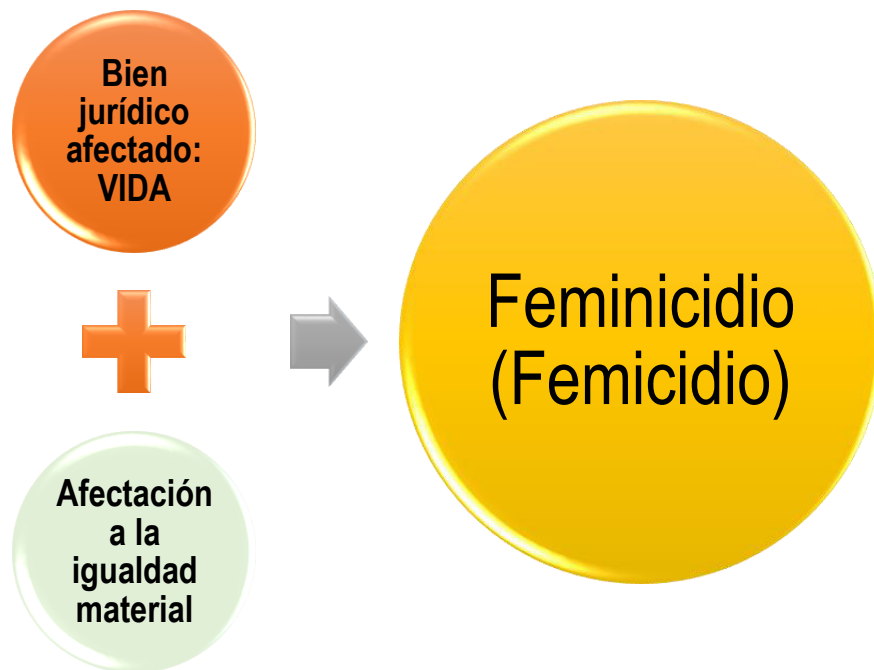 Bien
jurídico
afectado:
VIDA
Afectación
a la
igualdad
material
Feminicidio
(Femicidio)